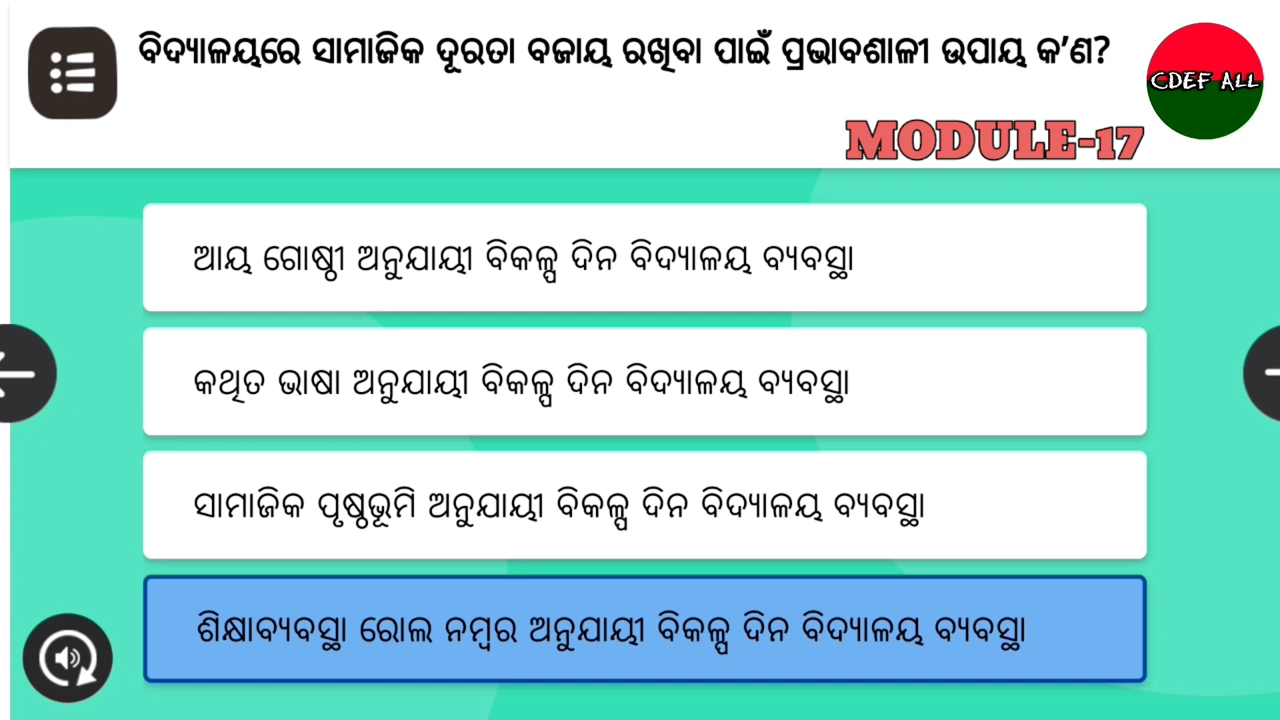 ବିଦ୍ୟାଳୟରେ ସାମାଜିକ ଦୂରତା ବଜାୟ ରଖିବା ପାଇଁ ପ୍ରଭାବଶାଳୀ ଉପାୟ କ'ଣ?
CDEF ALL
MODULE-17
ଆୟ ଗୋଷ୍ଠୀ ଅନୁଯାୟୀ ବିକଳ୍ପ ଦିନ ବିଦ୍ୟାଳୟ ବ୍ୟବସ୍ଥା
କଥିତ ଭାଷା ଅନୁଯାୟୀ ବିକଳ୍ପ ଦିନ ବିଦ୍ୟାଳୟ ବ୍ୟବସ୍ଥା
ସାମାଜିକ ପୃଷ୍ଠଭୂମି ଅନୁଯାୟୀ ବିକଳ୍ପ ଦିନ ବିଦ୍ୟାଳୟ ବ୍ୟବସ୍ଥା
ଶିକ୍ଷାବ୍ୟବସ୍ଥା ରୋଲ ନମ୍ବର ଅନୁଯାୟୀ ବିକଳ୍ପ ଦିନ ବିଦ୍ୟାଳୟ ବ୍ୟବସ୍ଥା